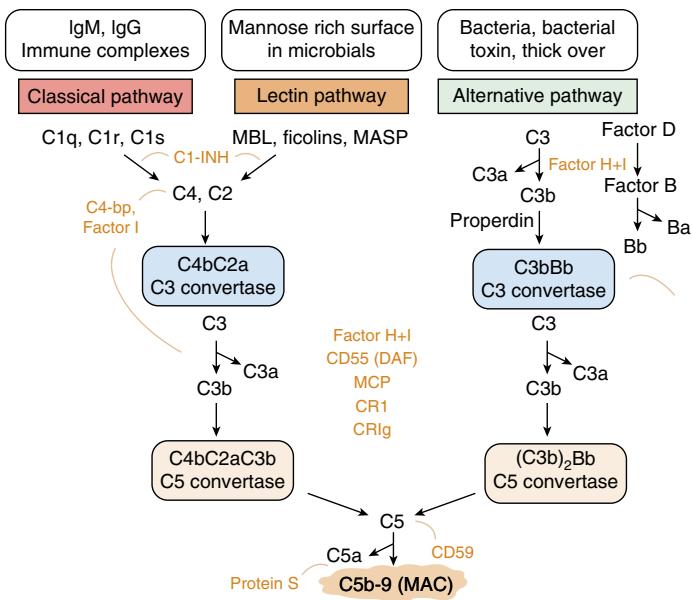 IgM, IgG
Immune complexes
Mannose rich surface
in microbials
Bacteria, bacterial
toxin, thick over
Classical pathway
Lectin pathway
Alternative pathway
C1q, C1r, C1s
MBL, ficolins, MASP
C3
Factor D
C1-INH
C3a
Factor H+I
C4, C2
C3b
Factor B
C4-bp,
Factor I
Properdin
Ba
Bb
C4bC2a
C3 convertase
C3bBb
C3 convertase
C3
C3
Factor H+I
CD55 (DAF)
MCP
CR1
CRIg
C3a
C3b
C3a
C3b
C4bC2aC3b
C5 convertase
(C3b)₂Bb
C5 convertase
C5
C5a
CD59
Protein S
C5b-9 (MAC)